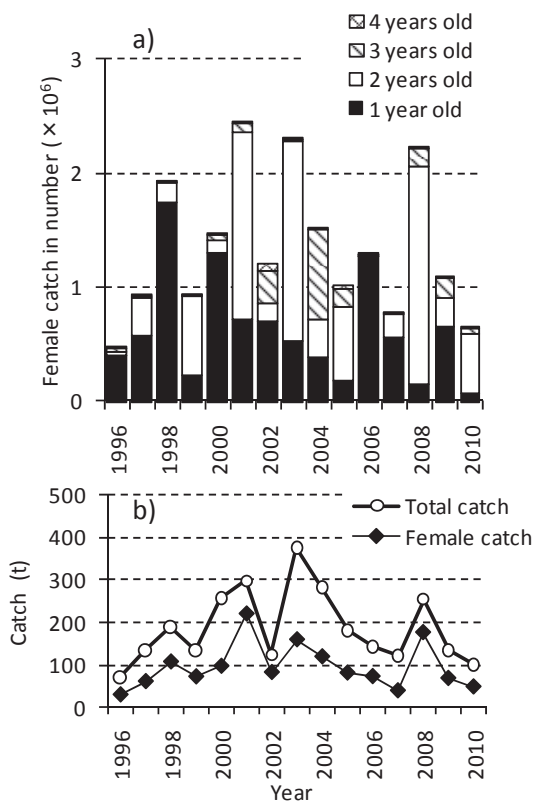 a)
4 years old
3 years old
2 years old
1 year old
Female catch in number ( × 10⁶)
3
2
1
0
1996
1998
2000
2002
2004
2006
2008
2010
b)
Total catch
Female catch
Catch (t)
500
400
300
200
100
0
1996
1998
2000
2002
2004
2006
2008
2010
Year